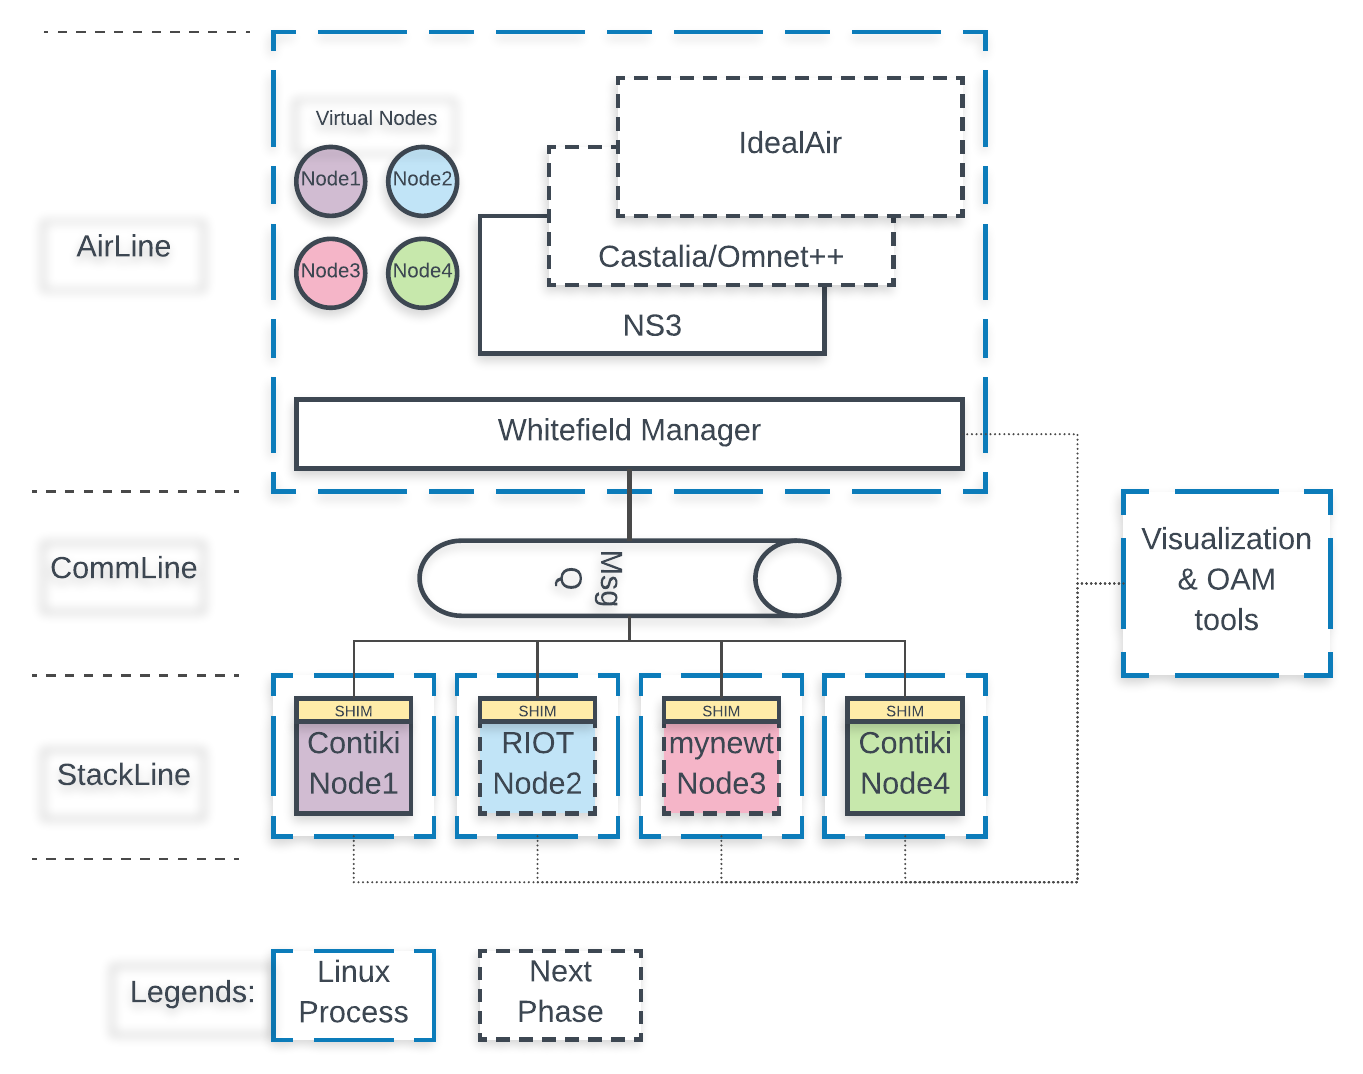 Virtual Nodes
Node1
Node2
Node3
Node4
IdealAir
Castalia/Omnet++
NS3
AirLine
Whitefield Manager
CommLine
Msg
Q
Visualization
& OAM
tools
StackLine
SHIM
Contiki
Node1
SHIM
RIOT
Node2
SHIM
mynewt
Node3
SHIM
Contiki
Node4
Legends:
Linux
Process
Next
Phase